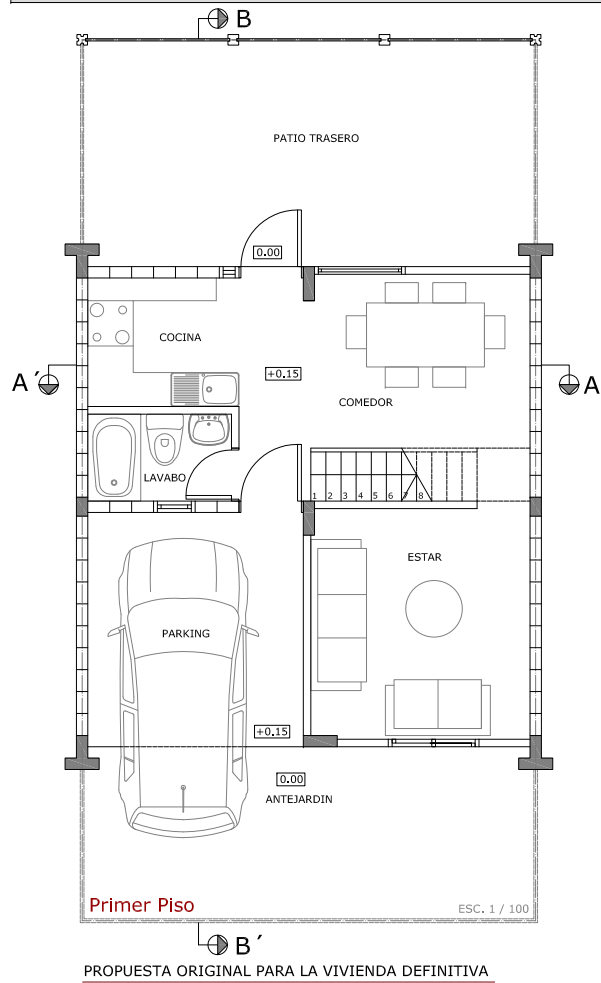 B
PATIO TRASERO
0.00
COCINA
A´
+0.15
A
COMEDOR
LAVABO
1 2 3 4 5 6 7 8
ESTAR
PARKING
+0.15
0.00
ANTEJARDIN
Primer Piso
ESC. 1 / 100
B´
PROPUESTA ORIGINAL PARA LA VIVIENDA DEFINITIVA